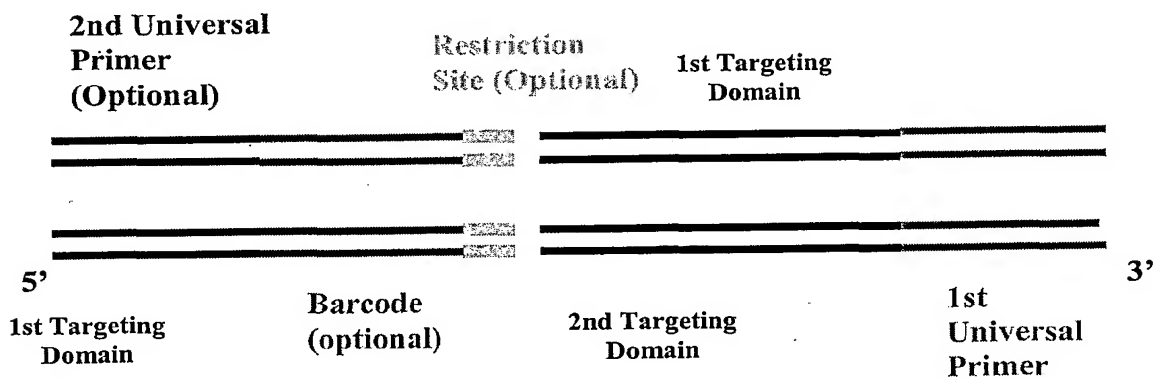 2nd Universal
Primer
(Optional)
Restriction
Site (Optional)
1st Targeting
Domain
5’
3’
1st Targeting
Domain
Barcode
(optional)
2nd Targeting
Domain
1st
Universal
Primer